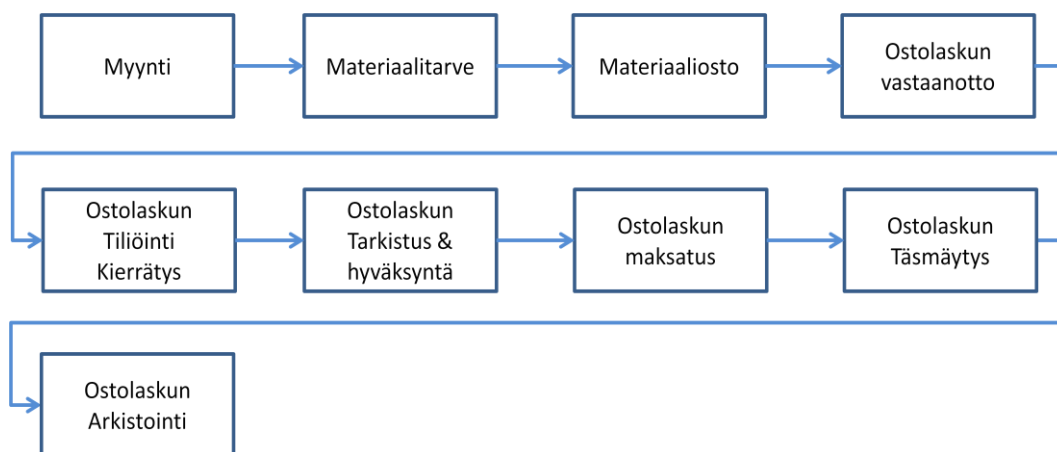 Myynti
Materiaalitarve
Materiaaliosto
Ostolaskun
vastaanotto
Ostolaskun
Tiliöinti
Kierrätys
Ostolaskun
Tarkistus &
hyväksyntä
Ostolaskun
maksatus
Ostolaskun
Täsmäytys
Ostolaskun
Arkistointi